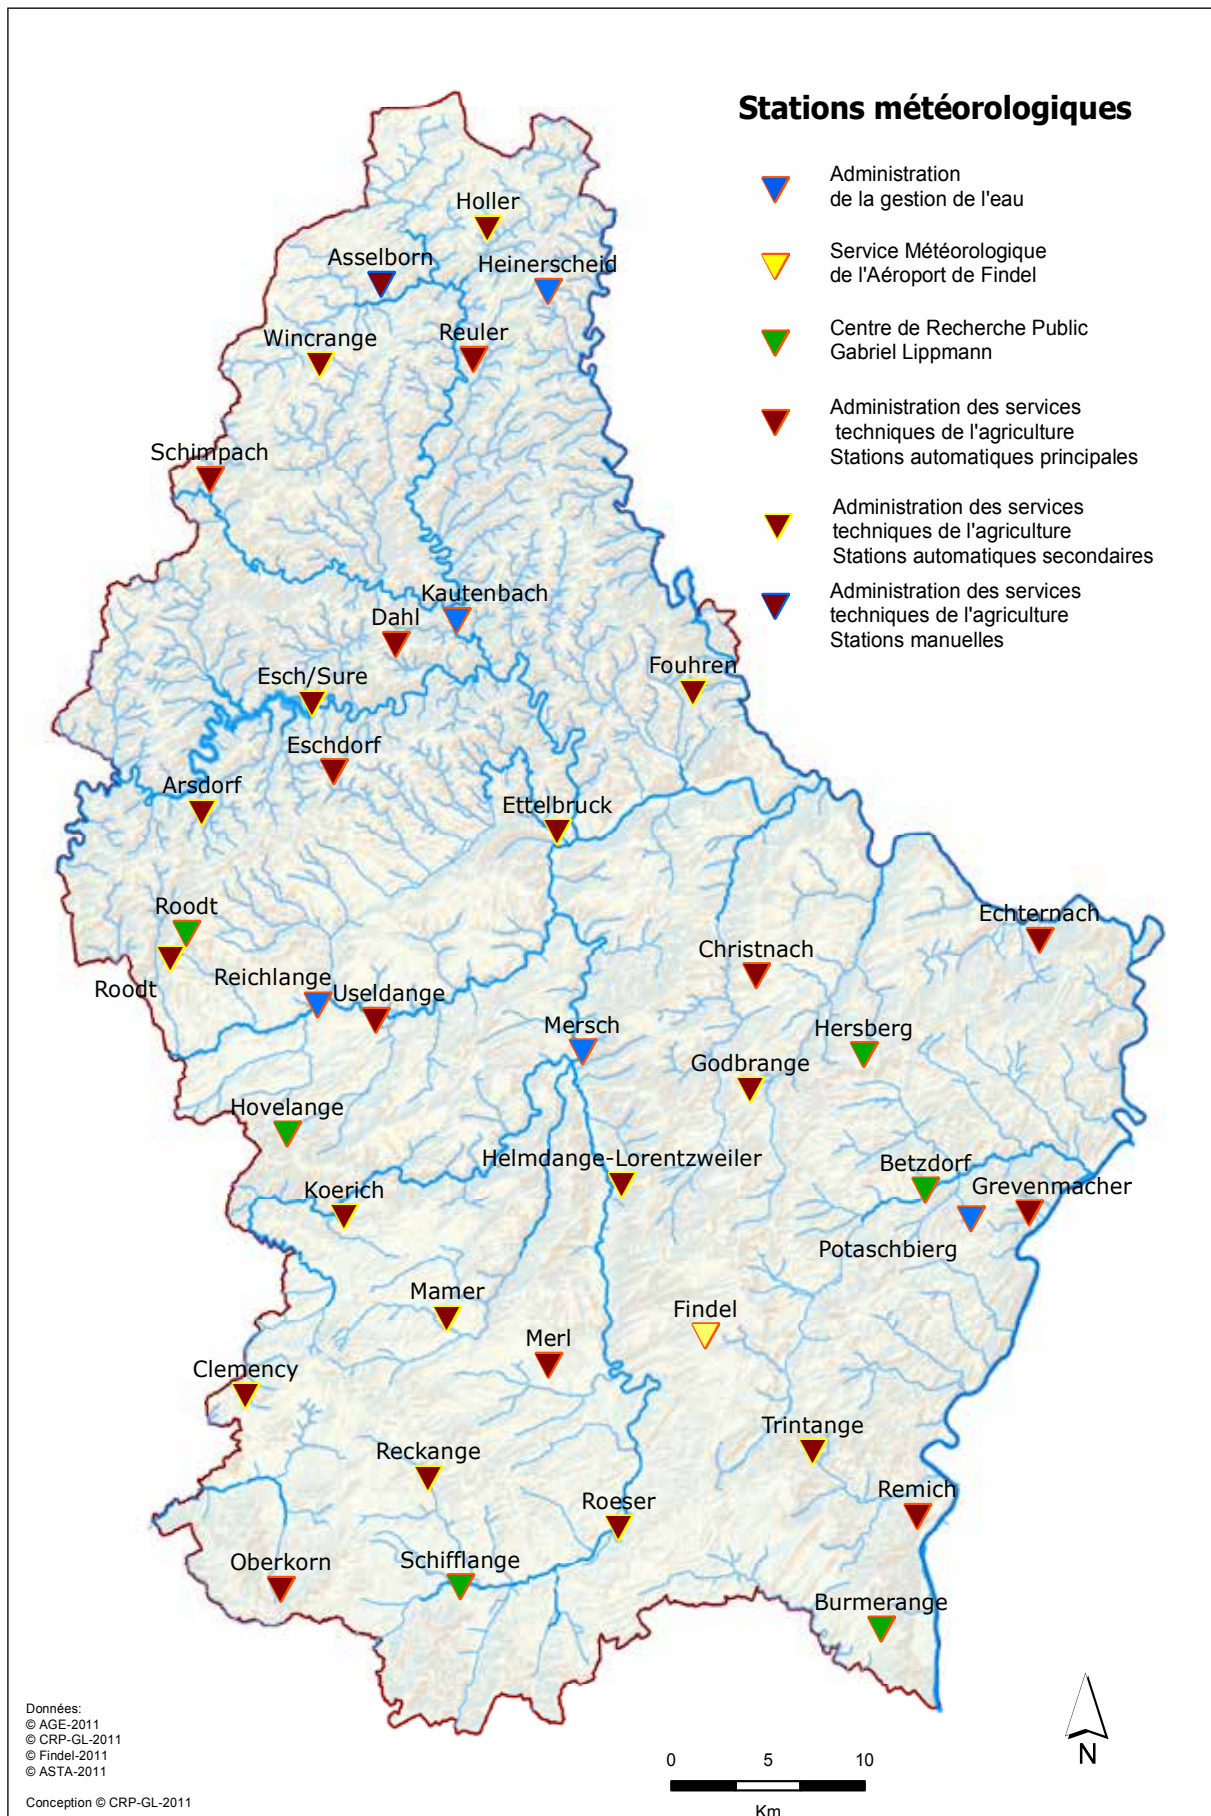 Stations météorologiques
Administration
de la gestion de l'eau
Service Météorologique
de l'Aéroport de Findel
Centre de Recherche Public
Gabriel Lippmann
Administration des services
techniques de l'agriculture
Stations automatiques principales
Administration des services
techniques de l'agriculture
Stations automatiques secondaires
Administration des services
techniques de l'agriculture
Stations manuelles
Holler
Asselborn
Heinerscheid
Wincrange
Reuler
Schimpach
Kautenbach
Dahl
Fouhren
Esch/Sure
Eschdorf
Arsdorf
Ettelbruck
Roodt
Echternach
Christnach
Roodt
Reichlange
Useldange
Mersch
Hersberg
Godbrange
Hovelange
Helmdange-Lorentzweiler
Betzdorf
Koerich
Grevenmacher
Potaschbierg
Mamer
Findel
Merl
Clemency
Trintange
Reckange
Remich
Roeser
Oberkorn
Schifflange
Burmerange
Données:
© AGE-2011
© CRP-GL-2011
© Findel-2011
© ASTA-2011
Conception © CRP-GL-2011
0 5 10
Km
N